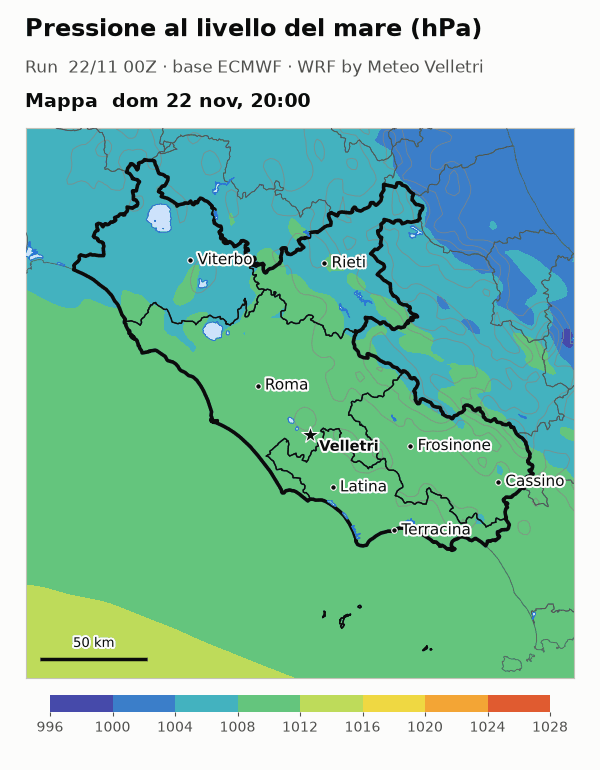 Pressione al livello del mare (hPa)
Run  22/11 00Z · base ECMWF · WRF by Meteo Velletri
Mappa  dom 22 nov, 20:00
Viterbo
Rieti
Roma
Velletri
Frosinone
Latina
Cassino
Terracina
50 km
996 1000 1004 1008 1012 1016 1020 1024 1028